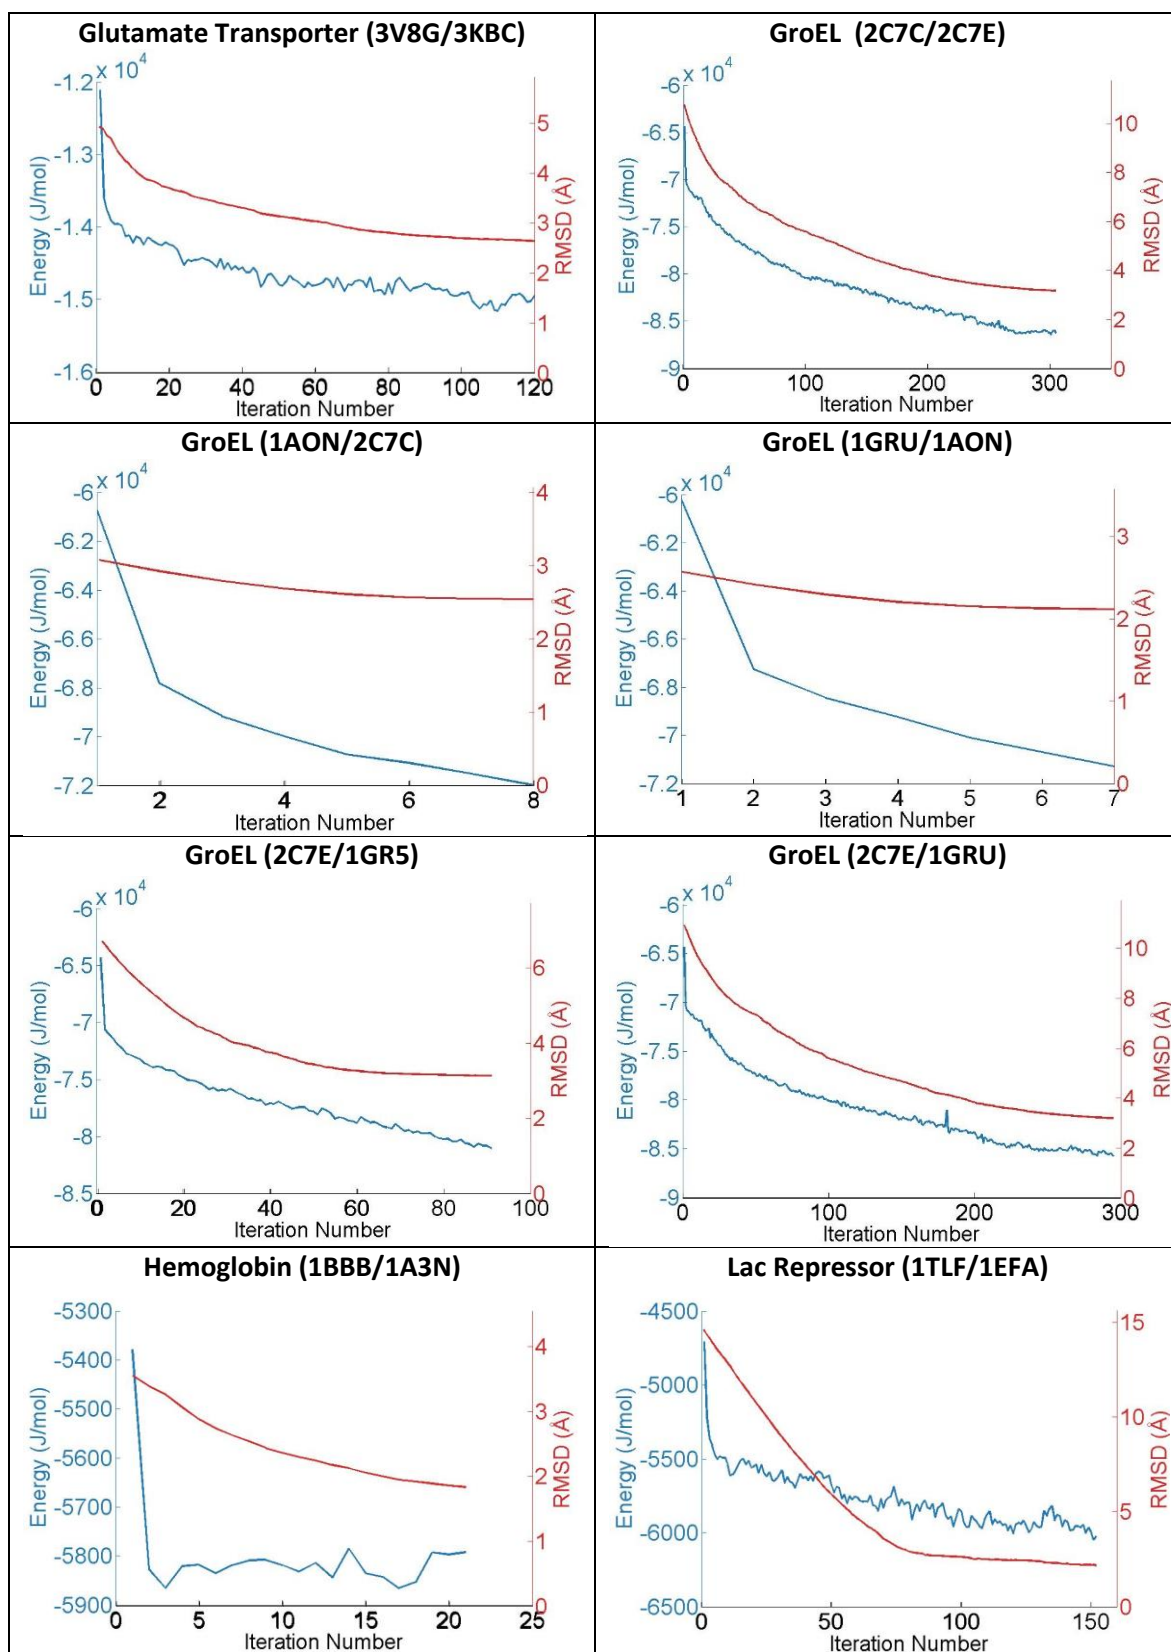 Glutamate Transporter (3V8G/3KBC)
x 10^4
-1.2
-1.3
-1.4
-1.5
-1.6
Energy (J/mol)
5
4
3
2
1
0
RMSD (Å)
0 20 40 60 80 100 120
Iteration Number
GroEL (2C7C/2C7E)
x 10^4
-6
-6.5
-7
-7.5
-8
-8.5
-9
Energy (J/mol)
10
8
6
4
2
0
RMSD (Å)
0 100 200 300
Iteration Number
GroEL (1AON/2C7C)
x 10^4
-6
-6.2
-6.4
-6.6
-6.8
-7
-7.2
Energy (J/mol)
4
3
2
1
0
RMSD (Å)
2 4 6 8
Iteration Number
GroEL (1GRU/1AON)
x 10^4
-6
-6.2
-6.4
-6.6
-6.8
-7
-7.2
Energy (J/mol)
3
2
1
0
RMSD (Å)
1 2 3 4 5 6 7
Iteration Number
GroEL (2C7E/1GR5)
x 10^4
-6
-6.5
-7
-7.5
-8
-8.5
Energy (J/mol)
6
4
2
0
RMSD (Å)
0 20 40 60 80 100
Iteration Number
GroEL (2C7E/1GRU)
x 10^4
-6
-6.5
-7
-7.5
-8
-8.5
-9
Energy (J/mol)
10
8
6
4
2
0
RMSD (Å)
0 100 200 300
Iteration Number
Hemoglobin (1BBB/1A3N)
-5300
-5400
-5500
-5600
-5700
-5800
-5900
Energy (J/mol)
4
3
2
1
0
RMSD (Å)
0 5 10 15 20 25
Iteration Number
Lac Repressor (1TLF/1EFA)
-4500
-5000
-5500
-6000
-6500
Energy (J/mol)
15
10
5
0
RMSD (Å)
0 50 100 150
Iteration Number